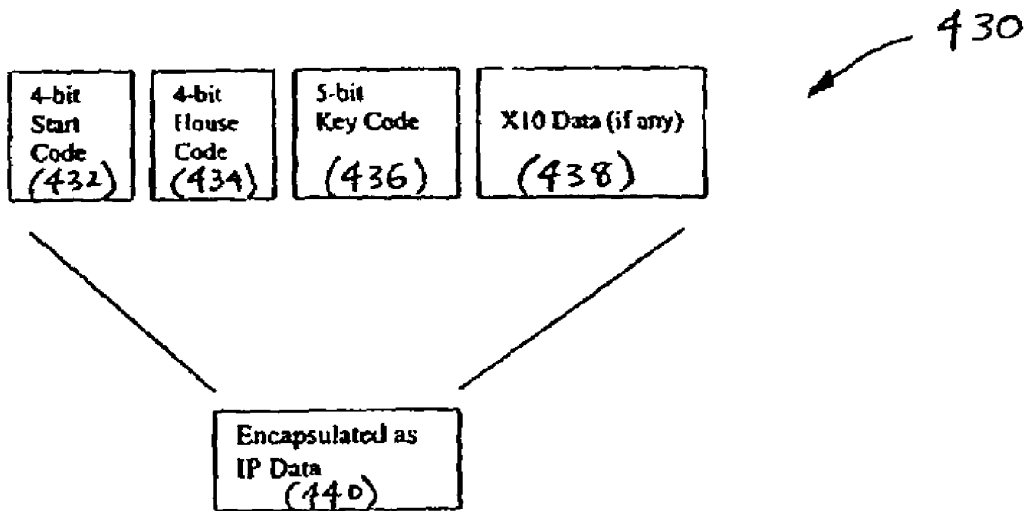 430
4-bit
Start
Code
(432)
4-bit
House
Code
(434)
5-bit
Key Code
(436)
X10 Data (if any)
(438)
Encapsulated as
IP Data
(440)